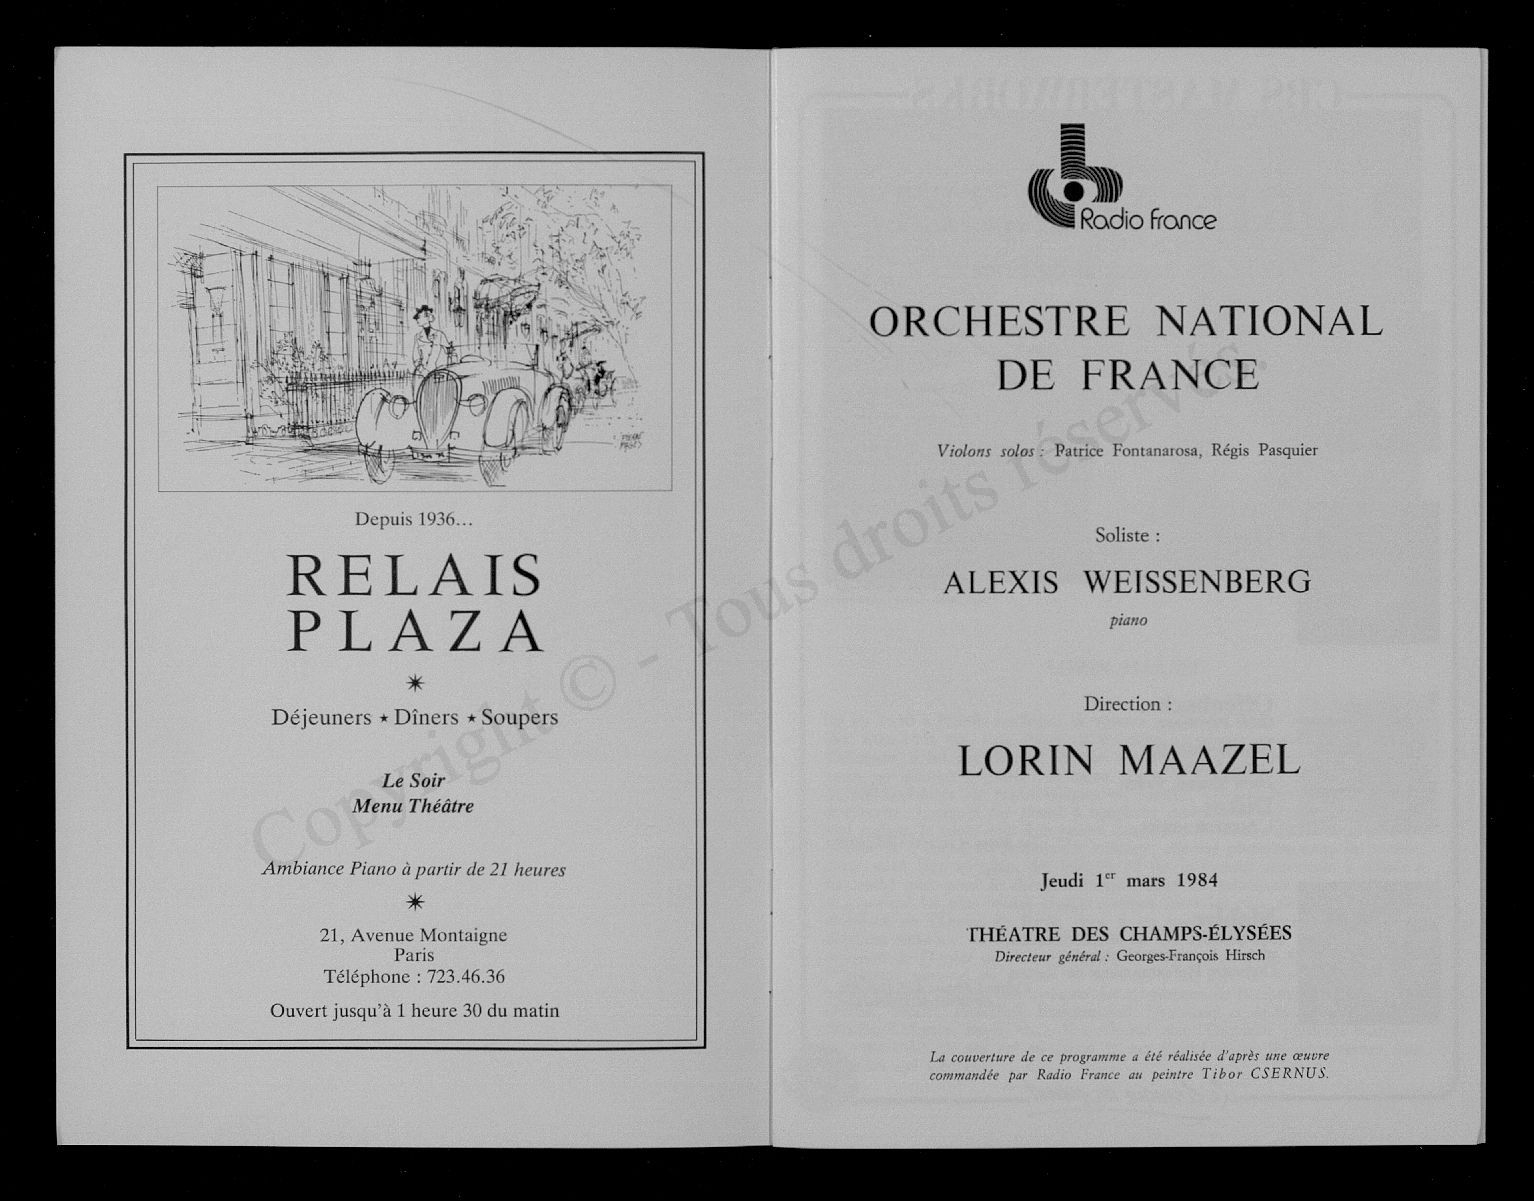 Depuis 1936...
RELAIS
PLAZA
Déjeuners ★ Dîners ★ Soupers
Le Soir
Menu Théâtre
Ambiance Piano à partir de 21 heures
21, Avenue Montaigne
Paris
Téléphone : 723.46.36
Ouvert jusqu'à 1 heure 30 du matin
Radio france
ORCHESTRE NATIONAL
DE FRANCE
Violons solos : Patrice Fontanarosa, Régis Pasquier
Soliste :
ALEXIS WEISSENBERG
piano
Direction :
LORIN MAAZEL
Jeudi 1er mars 1984
THÉATRE DES CHAMPS-ÉLYSÉES
Directeur général : Georges-François Hirsch
La couverture de ce programme a été réalisée d'après une œuvre
commandée par Radio France au peintre Tibor CSERNUS.
Copyright © - Tous droits réservés.